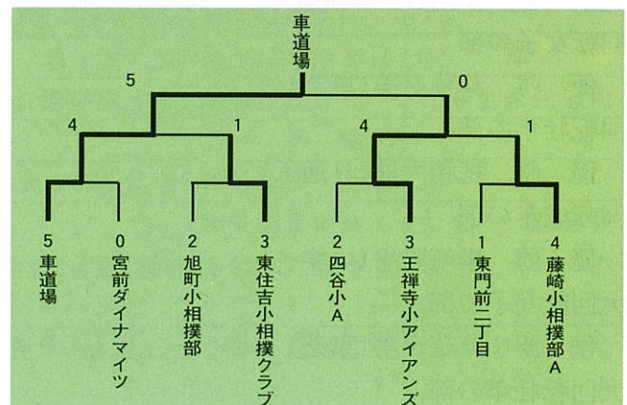 車道場
5
0
4
1
4
1
5
車道場
0
宮前ダイナマイツ
2
旭町小相撲部
3
東住吉小相撲クラブ
2
四谷小A
3
王禅寺小アイアンズ
1
東門前二丁目
4
藤崎小相撲部A